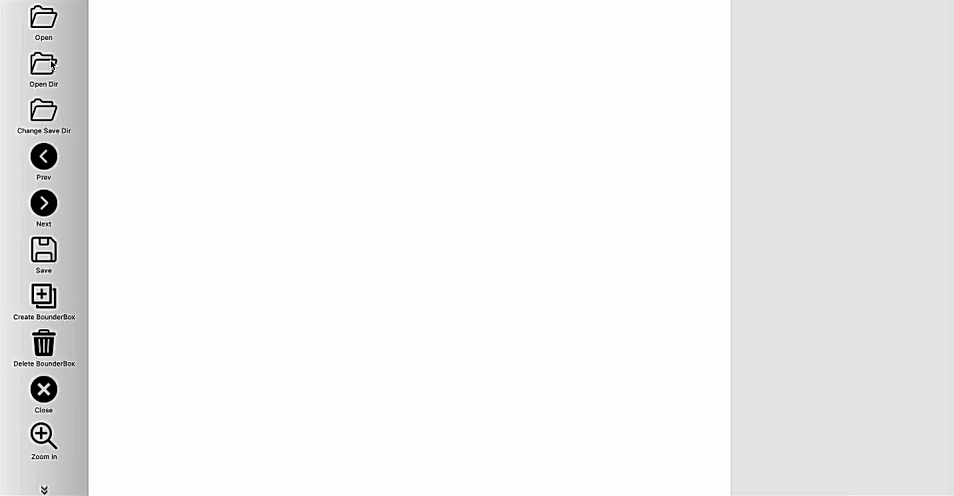 Open
Open Dir
Change Save Dir
Prev
Next
Save
Create BounderBox
Delete BounderBox
Close
Zoom in